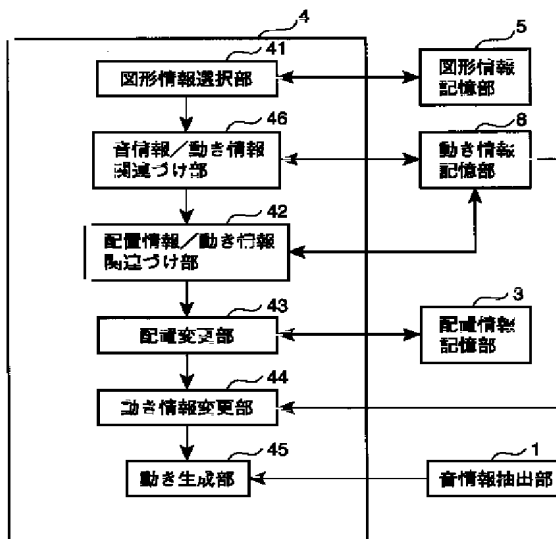 4
41
図形情報選択部
5
図形情報
記憶部
46
音情報／動き情報
関連づけ部
8
動き情報
記憶部
42
配置情報／動き情報
関連づけ部
43
配置変更部
3
配置情報
記憶部
44
動き情報変更部
45
動き生成部
1
音情報抽出部